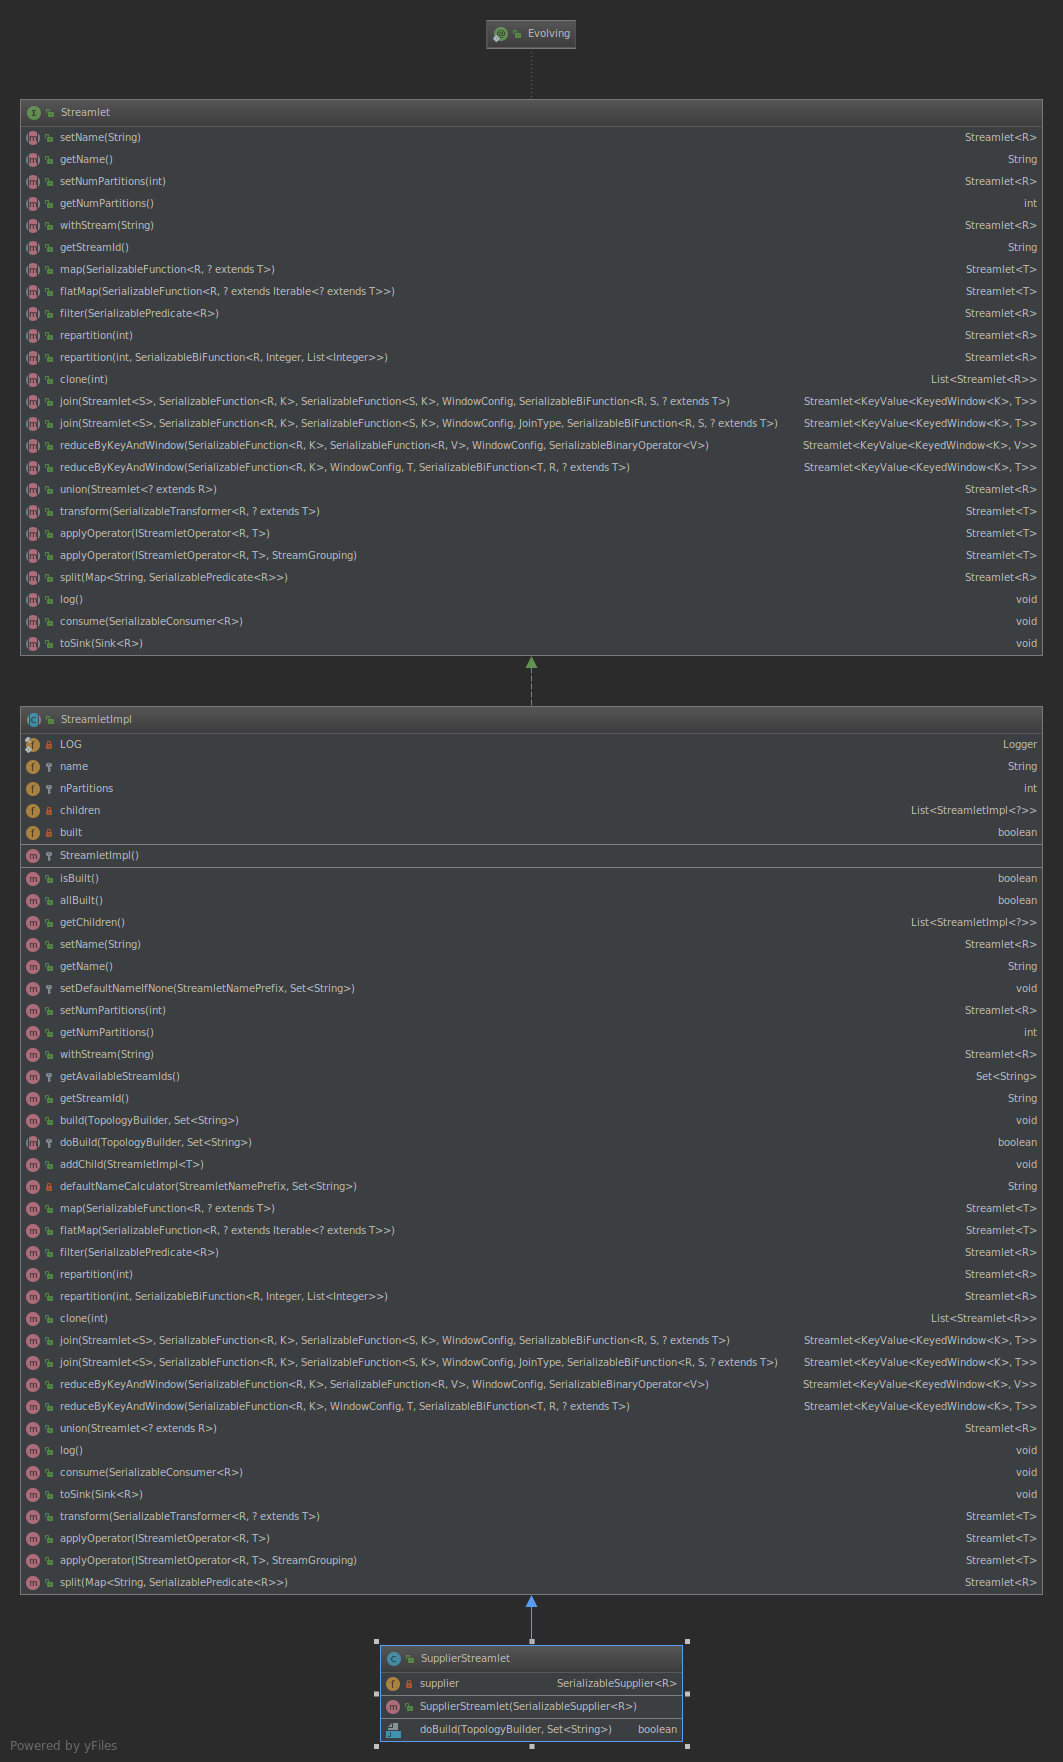 Evolving
Streamlet
setName(String) Streamlet<R>
getName() String
setNumPartitions(int) Streamlet<R>
getNumPartitions() int
withStream(String) Streamlet<R>
getStreamId() String
map(SerializableFunction<R, ? extends T>) Streamlet<T>
flatMap(SerializableFunction<R, ? extends Iterable<? extends T>>) Streamlet<T>
filter(SerializablePredicate<R>) Streamlet<R>
repartition(int) Streamlet<R>
repartition(int, SerializableBiFunction<R, Integer, List<Integer>>) Streamlet<R>
clone(int) List<Streamlet<R>>
join(Streamlet<S>, SerializableFunction<R, K>, SerializableFunction<S, K>, WindowConfig, SerializableBiFunction<R, S, ? extends T>) Streamlet<KeyValue<KeyedWindow<K>, T>>
join(Streamlet<S>, SerializableFunction<R, K>, SerializableFunction<S, K>, WindowConfig, JoinType, SerializableBiFunction<R, S, ? extends T>) Streamlet<KeyValue<KeyedWindow<K>, T>>
reduceByKeyAndWindow(SerializableFunction<R, K>, SerializableFunction<R, V>, WindowConfig, SerializableBinaryOperator<V>) Streamlet<KeyValue<KeyedWindow<K>, V>>
reduceByKeyAndWindow(SerializableFunction<R, K>, WindowConfig, T, SerializableBiFunction<T, R, ? extends T>) Streamlet<KeyValue<KeyedWindow<K>, T>>
union(Streamlet<? extends R>) Streamlet<R>
transform(SerializableTransformer<R, ? extends T>) Streamlet<T>
applyOperator(IStreamletOperator<R, T>) Streamlet<T>
applyOperator(IStreamletOperator<R, T>, StreamGrouping) Streamlet<T>
split(Map<String, SerializablePredicate<R>>) Streamlet<R>
log() void
consume(SerializableConsumer<R>) void
toSink(Sink<R>) void
StreamletImpl
LOG Logger
name String
nPartitions int
children List<StreamletImpl<?>>
built boolean
StreamletImpl()
isBuilt() boolean
allBuilt() boolean
getChildren() List<StreamletImpl<?>>
setName(String) Streamlet<R>
getName() String
setDefaultNameIfNone(StreamletNamePrefix, Set<String>) void
setNumPartitions(int) Streamlet<R>
getNumPartitions() int
withStream(String) Streamlet<R>
getAvailableStreamIds() Set<String>
getStreamId() String
build(TopologyBuilder, Set<String>) void
doBuild(TopologyBuilder, Set<String>) boolean
addChild(StreamletImpl<T>) void
defaultNameCalculator(StreamletNamePrefix, Set<String>) String
map(SerializableFunction<R, ? extends T>) Streamlet<T>
flatMap(SerializableFunction<R, ? extends Iterable<? extends T>>) Streamlet<T>
filter(SerializablePredicate<R>) Streamlet<R>
repartition(int) Streamlet<R>
repartition(int, SerializableBiFunction<R, Integer, List<Integer>>) Streamlet<R>
clone(int) List<Streamlet<R>>
join(Streamlet<S>, SerializableFunction<R, K>, SerializableFunction<S, K>, WindowConfig, SerializableBiFunction<R, S, ? extends T>) Streamlet<KeyValue<KeyedWindow<K>, T>>
join(Streamlet<S>, SerializableFunction<R, K>, SerializableFunction<S, K>, WindowConfig, JoinType, SerializableBiFunction<R, S, ? extends T>) Streamlet<KeyValue<KeyedWindow<K>, T>>
reduceByKeyAndWindow(SerializableFunction<R, K>, SerializableFunction<R, V>, WindowConfig, SerializableBinaryOperator<V>) Streamlet<KeyValue<KeyedWindow<K>, V>>
reduceByKeyAndWindow(SerializableFunction<R, K>, WindowConfig, T, SerializableBiFunction<T, R, ? extends T>) Streamlet<KeyValue<KeyedWindow<K>, T>>
union(Streamlet<? extends R>) Streamlet<R>
log() void
consume(SerializableConsumer<R>) void
toSink(Sink<R>) void
transform(SerializableTransformer<R, ? extends T>) Streamlet<T>
applyOperator(IStreamletOperator<R, T>) Streamlet<T>
applyOperator(IStreamletOperator<R, T>, StreamGrouping) Streamlet<T>
split(Map<String, SerializablePredicate<R>>) Streamlet<R>
SupplierStreamlet
supplier SerializableSupplier<R>
SupplierStreamlet(SerializableSupplier<R>)
doBuild(TopologyBuilder, Set<String>) boolean
Powered by yFiles